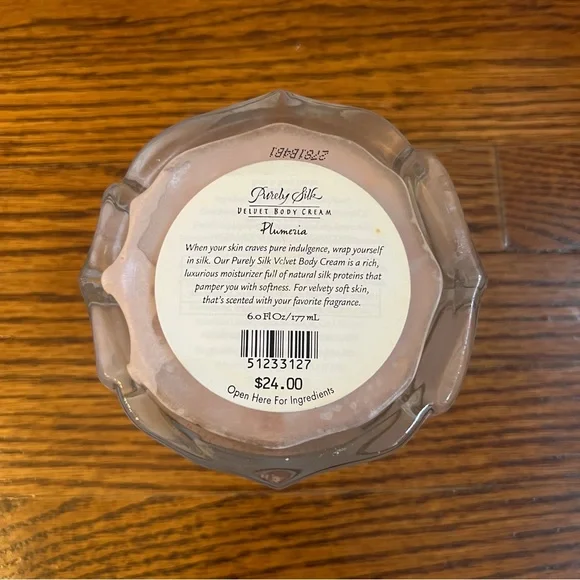 3781B4B1
Purely Silk
VELVET BODY CREAM
Plumeria
When your skin craves pure indulgence, wrap yourself
in silk. Our Purely Silk Velvet Body Cream is a rich,
luxurious moisturizer full of natural silk proteins that
pamper you with softness. For velvety soft skin,
that's scented with your favorite fragrance.
6.0 Fl Oz/177 mL
51233127
$24.00
Open Here For Ingredients